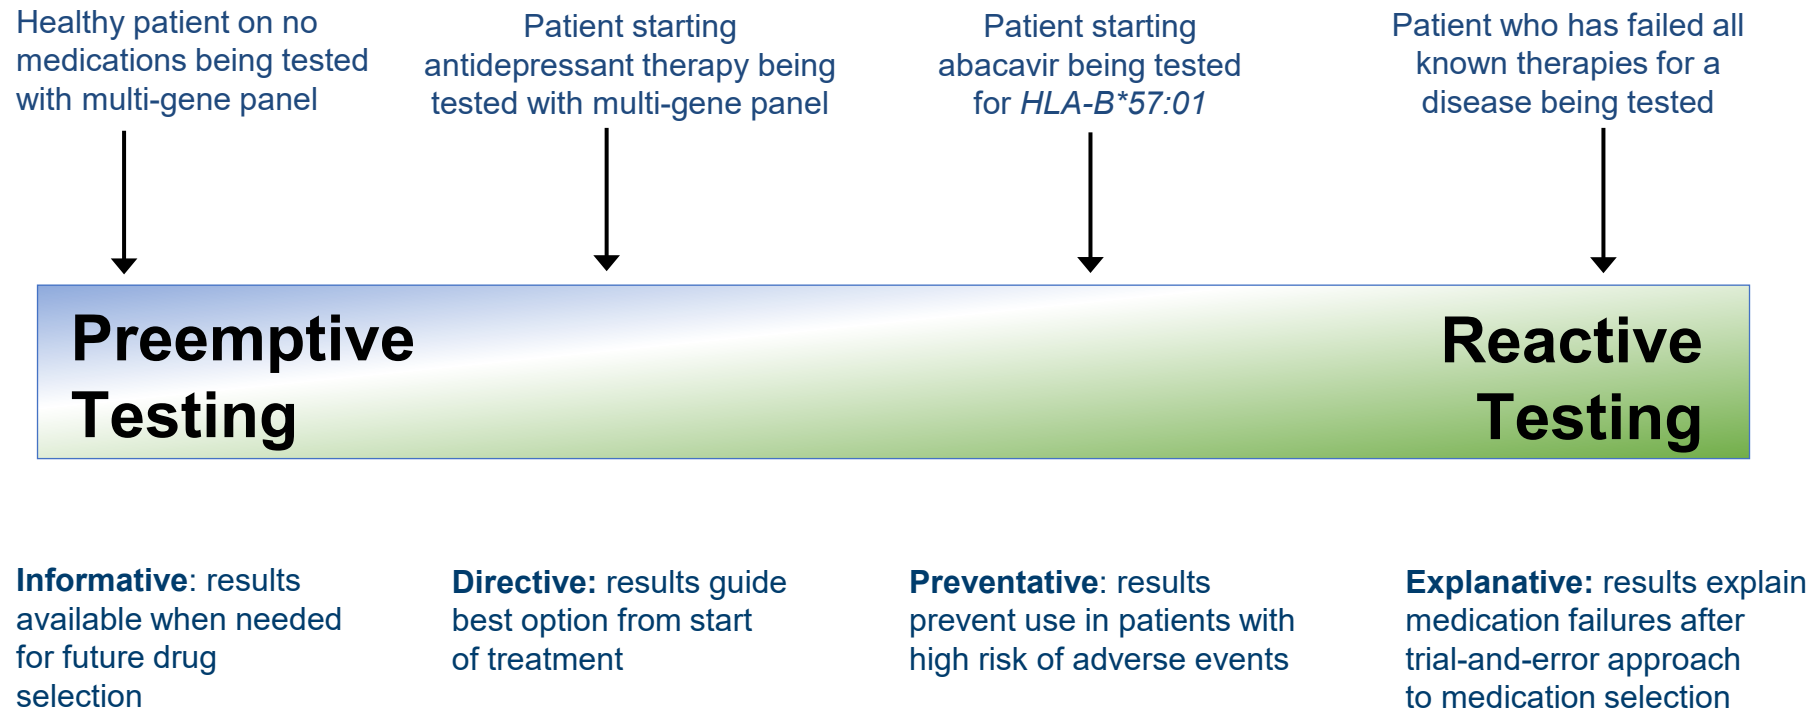 Healthy patient on no
medications being tested
with multi-gene panel
Patient starting
antidepressant therapy being
tested with multi-gene panel
Patient starting
abacavir being tested
for HLA-B*57:01
Patient who has failed all
known therapies for a
disease being tested
Preemptive
Testing
Reactive
Testing
Informative: results
available when needed
for future drug
selection
Directive: results guide
best option from start
of treatment
Preventative: results
prevent use in patients with
high risk of adverse events
Explanative: results explain
medication failures after
trial-and-error approach
to medication selection